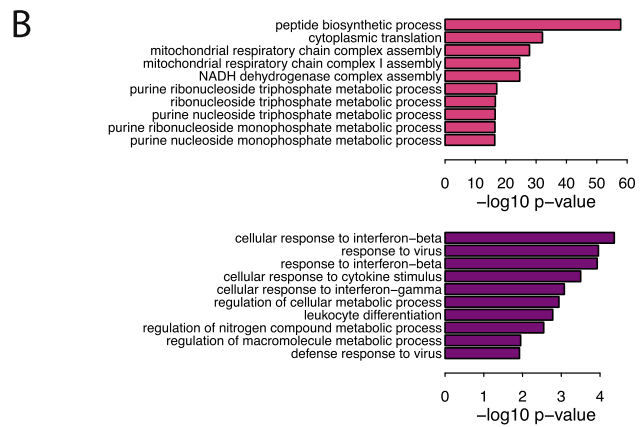 B
peptide biosynthetic process
cytoplasmic translation
mitochondrial respiratory chain complex assembly
mitochondrial respiratory chain complex I assembly
NADH dehydrogenase complex assembly
purine ribonucleoside triphosphate metabolic process
ribonucleoside triphosphate metabolic process
purine nucleoside triphosphate metabolic process
purine ribonucleoside monophosphate metabolic process
purine nucleoside monophosphate metabolic process
0 10 20 30 40 50 60
−log10 p−value
cellular response to interferon−beta
response to virus
response to interferon−beta
cellular response to cytokine stimulus
cellular response to interferon−gamma
regulation of cellular metabolic process
leukocyte differentiation
regulation of nitrogen compound metabolic process
regulation of macromolecule metabolic process
defense response to virus
0 1 2 3 4
−log10 p−value